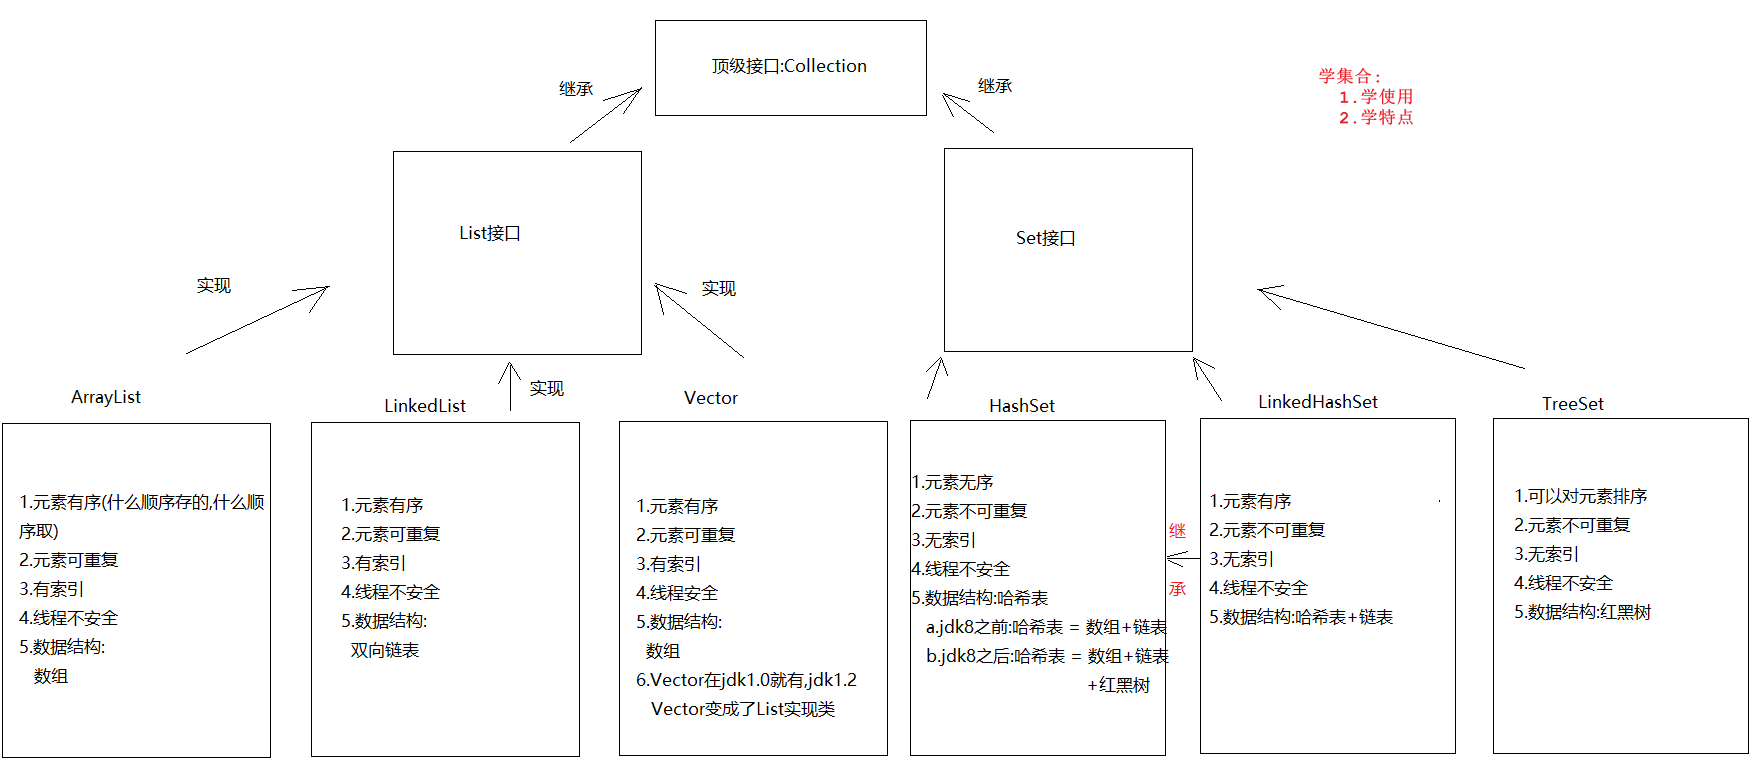 顶级接口:Collection
学集合:
1.学使用
2.学特点
继承
继承
List接口
Set接口
实现
实现
实现
ArrayList
LinkedList
Vector
HashSet
LinkedHashSet
TreeSet
1.元素有序(什么顺序存的,什么顺
序取)
2.元素可重复
3.有索引
4.线程不安全
5.数据结构:
数组
1.元素有序
2.元素可重复
3.有索引
4.线程不安全
5.数据结构:
双向链表
1.元素有序
2.元素可重复
3.有索引
4.线程安全
5.数据结构:
数组
6.Vector在jdk1.0就有,jdk1.2
Vector变成了List实现类
1.元素无序
2.元素不可重复
3.无索引
4.线程不安全
5.数据结构:哈希表
a.jdk8之前:哈希表 = 数组+链表
b.jdk8之后:哈希表 = 数组+链表
+红黑树
继
承
1.元素有序
2.元素不可重复
3.无索引
4.线程不安全
5.数据结构:哈希表+链表
1.可以对元素排序
2.元素不可重复
3.无索引
4.线程不安全
5.数据结构:红黑树